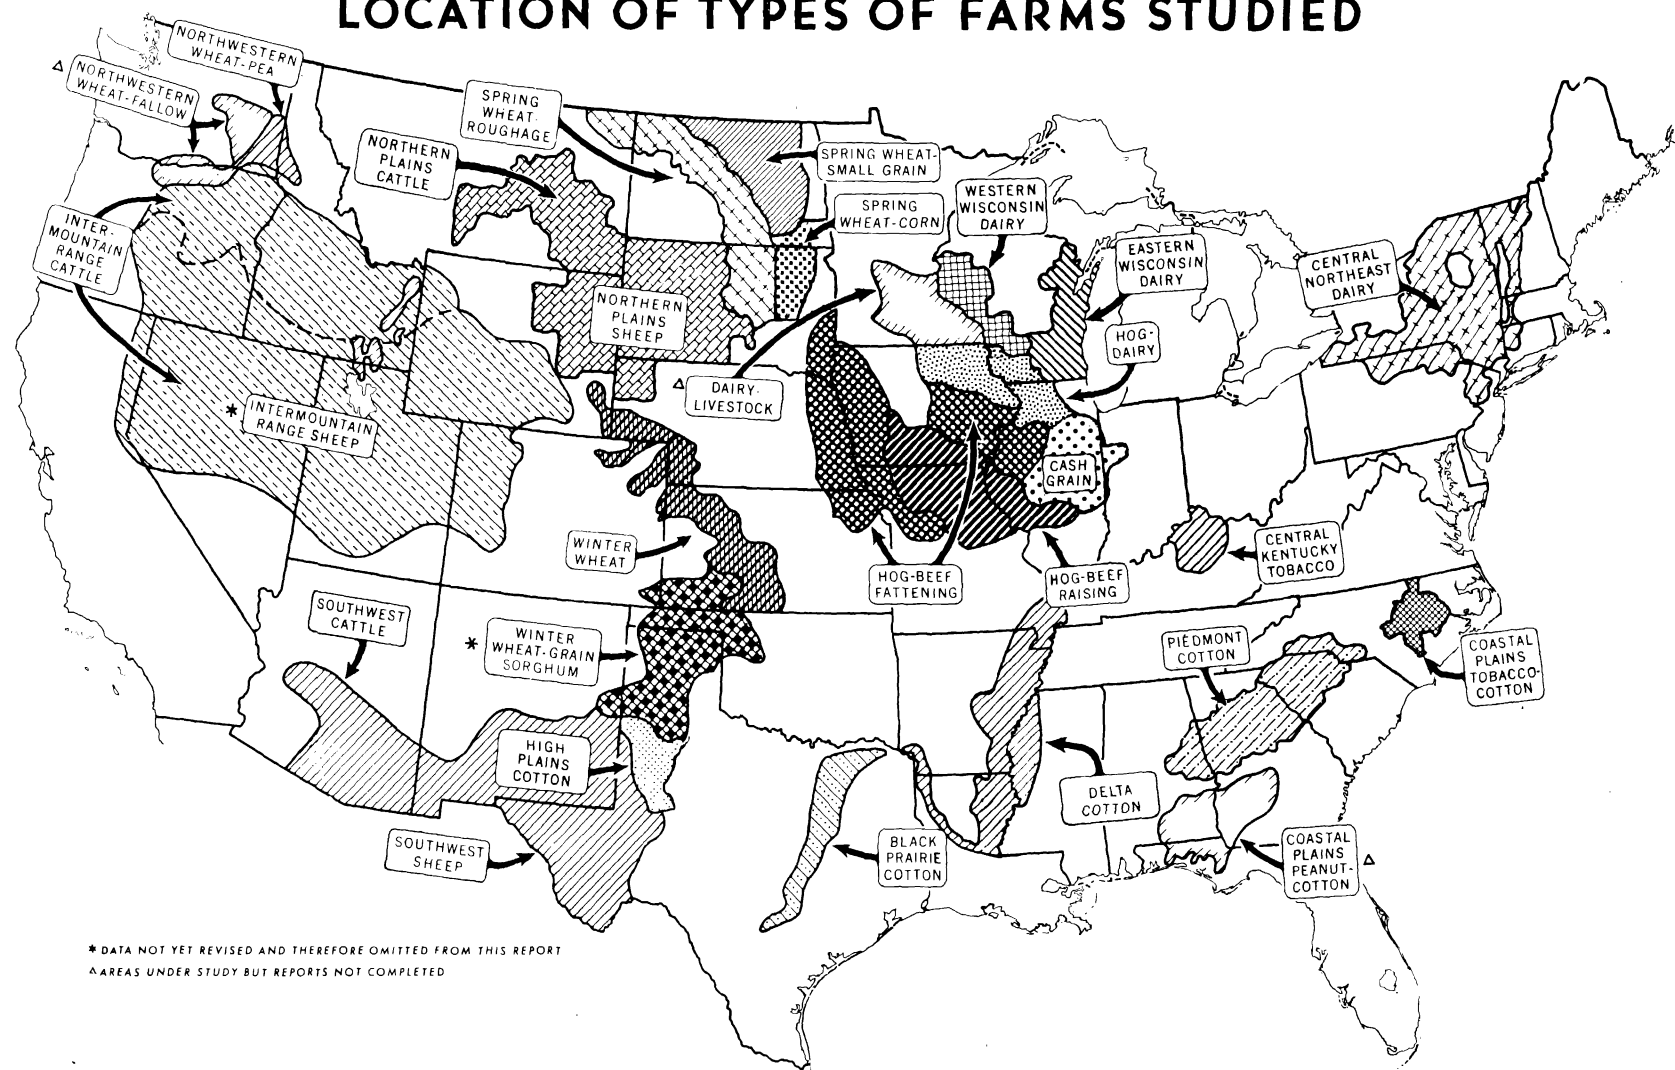 LOCATION OF TYPES OF FARMS STUDIED
NORTHWESTERN
WHEAT-PEA
△ NORTHWESTERN
WHEAT-FALLOW
SPRING
WHEAT-
ROUGHAGE
NORTHERN
PLAINS
CATTLE
SPRING WHEAT-
SMALL GRAIN
SPRING
WHEAT-CORN
WESTERN
WISCONSIN
DAIRY
EASTERN
WISCONSIN
DAIRY
CENTRAL
NORTHEAST
DAIRY
INTER-
MOUNTAIN
RANGE
CATTLE
NORTHERN
PLAINS
SHEEP
HOG-
DAIRY
△ DAIRY-
LIVESTOCK
* INTERMOUNTAIN
RANGE SHEEP
CASH
GRAIN
WINTER
WHEAT
HOG-BEEF
FATTENING
HOG-BEEF
RAISING
CENTRAL
KENTUCKY
TOBACCO
SOUTHWEST
CATTLE
* WINTER
WHEAT-GRAIN
SORGHUM
PIEDMONT
COTTON
COASTAL
PLAINS
TOBACCO-
COTTON
HIGH
PLAINS
COTTON
DELTA
COTTON
SOUTHWEST
SHEEP
BLACK
PRAIRIE
COTTON
COASTAL
PLAINS
PEANUT- △
COTTON
* DATA NOT YET REVISED AND THEREFORE OMITTED FROM THIS REPORT
△ AREAS UNDER STUDY BUT REPORTS NOT COMPLETED